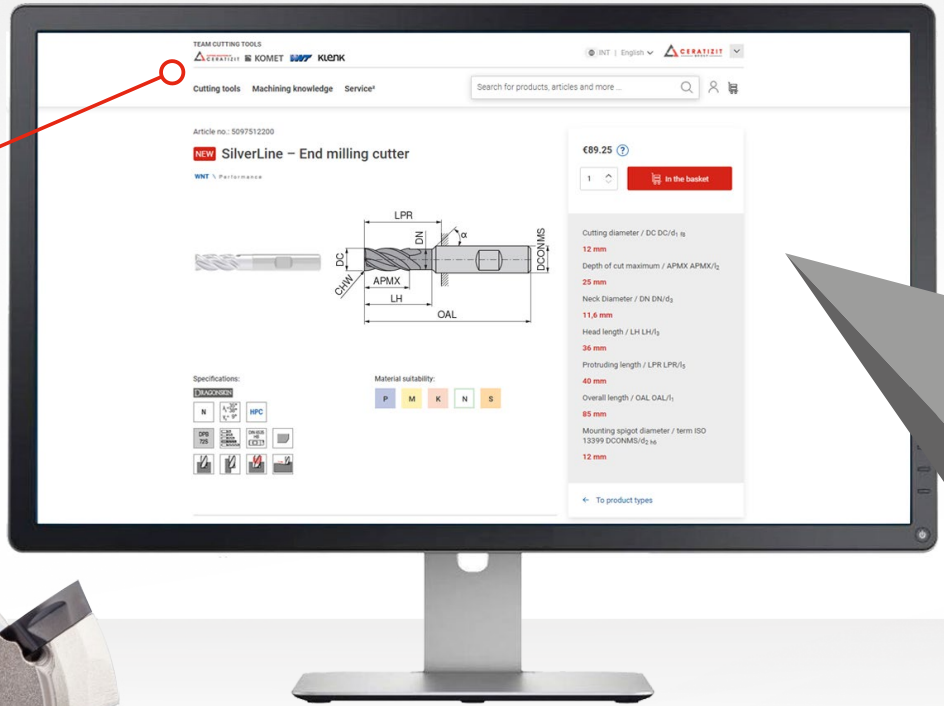 TEAM CUTTING TOOLS
CERATIZIT KOMET WNT KLENK
INT | English
CERATIZIT
Cutting tools Machining knowledge Service³
Search for products, articles and more ...
Article no.: 5097512200
NEW SilverLine – End milling cutter
WNT \ Performance
LPR
DN
α
DC
DCONMS
CHW
APMX
LH
OAL
Specifications:
DRAGONSKIN
N
HPC
DPB
725
Material suitability:
P M K N S
€89.25 ?
1
In the basket
Cutting diameter / DC DC/d₁
12 mm
Depth of cut maximum / APMX APMX/l₂
25 mm
Neck Diameter / DN DN/d₃
11,6 mm
Head length / LH LH/l₃
36 mm
Protruding length / LPR LPR/l₅
40 mm
Overall length / OAL OAL/l₁
85 mm
Mounting spigot diameter / term ISO
13399 DCONMS/d₂ h₆
12 mm
← To product types